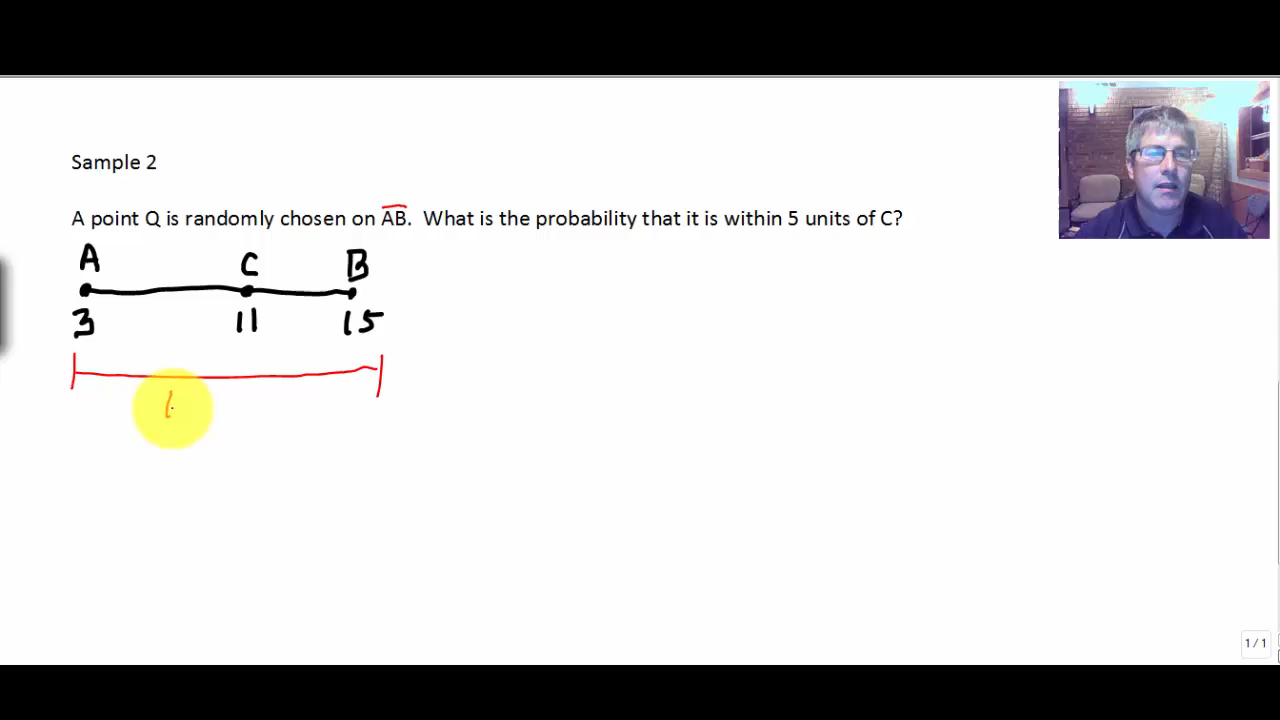 Sample 2
A point Q is randomly chosen on AB. What is the probability that it is within 5 units of C?
A C B
3 11 15
1
1 / 1